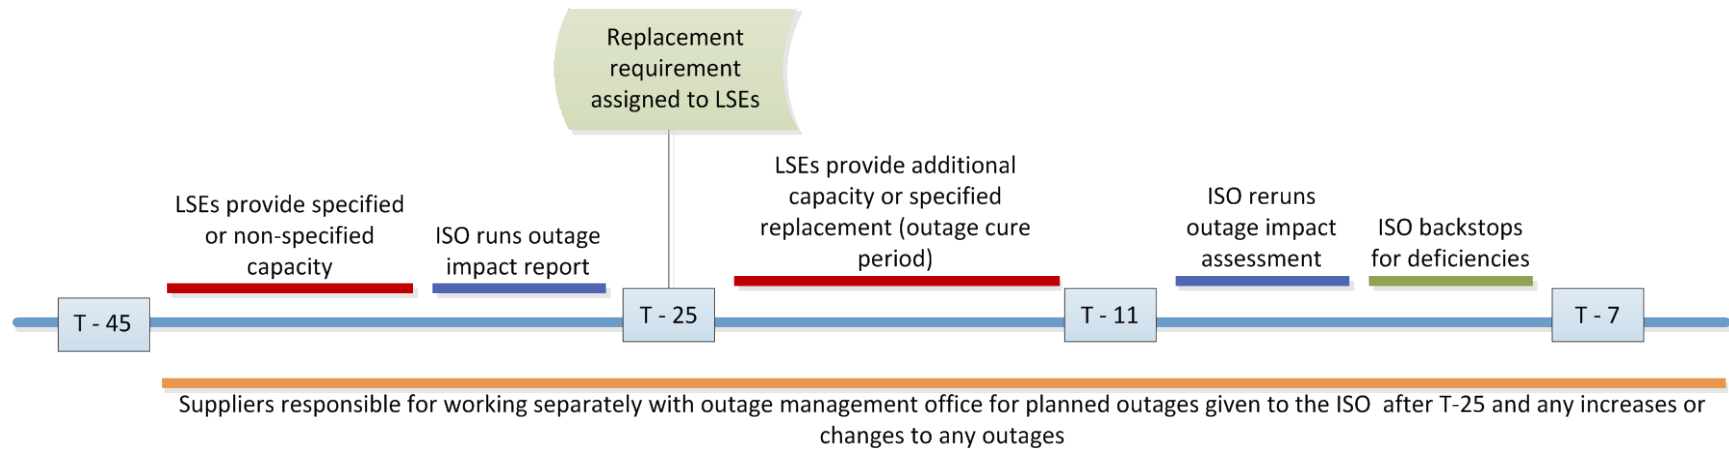 Replacement
requirement
assigned to LSEs
LSEs provide specified
or non-specified
capacity
ISO runs outage
impact report
LSEs provide additional
capacity or specified
replacement (outage cure
period)
ISO reruns
outage impact
assessment
ISO backstops
for deficiencies
T - 45
T - 25
T - 11
T - 7
Suppliers responsible for working separately with outage management office for planned outages given to the ISO  after T-25 and any increases or
changes to any outages